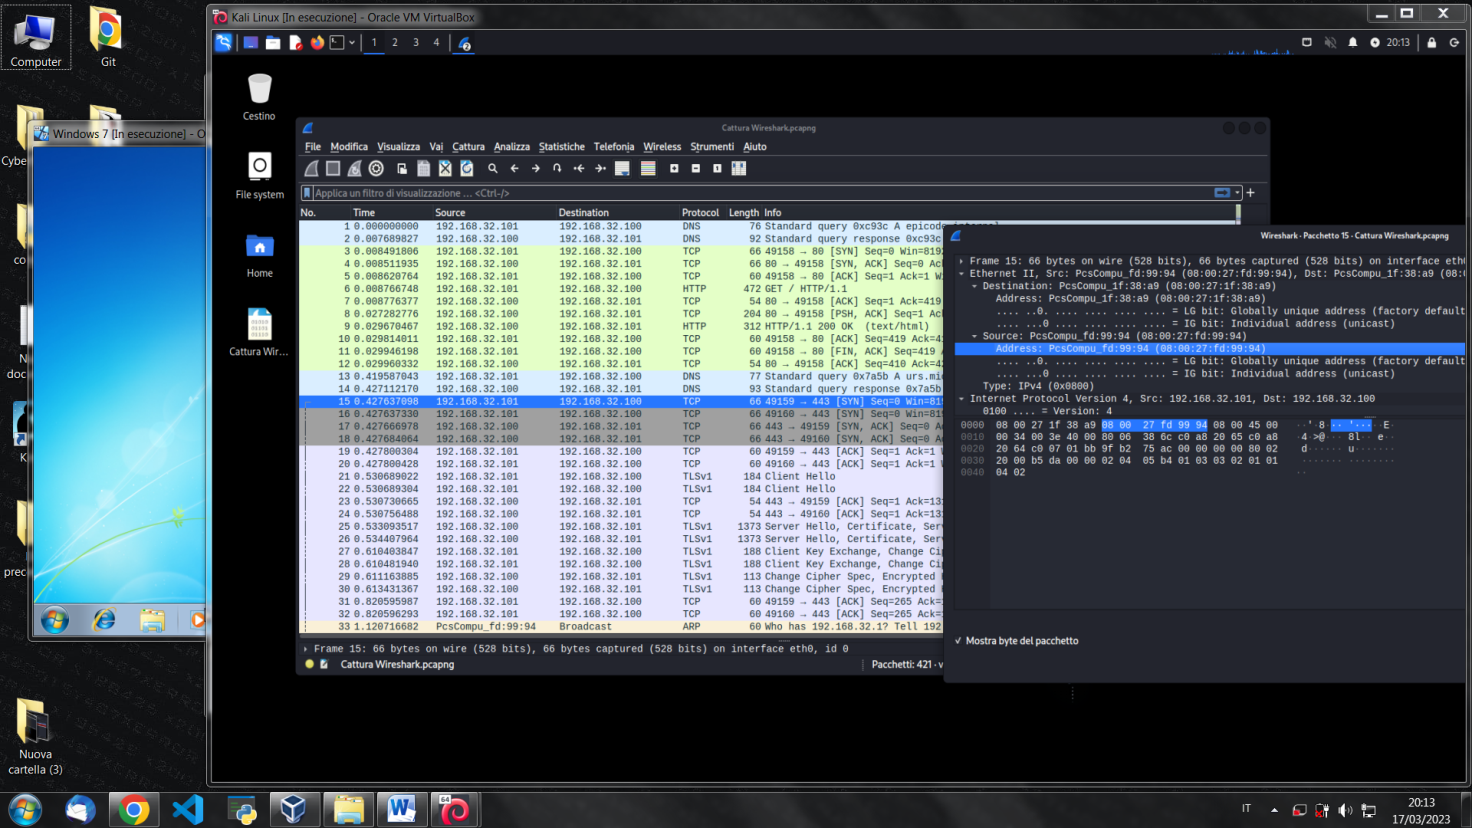 Kali Linux [In esecuzione] - Oracle VM VirtualBox
Computer
Git
1 2 3 4
20:13
Cestino
File system
Home
Cattura Wir...
Windows 7 [In esecuzione] - O
Nuova
cartella (3)
Cattura Wireshark.pcapng
File Modifica Visualizza Vai Cattura Analizza Statistiche Telefonia Wireless Strumenti Aiuto
Applica un filtro di visualizzazione ... <Ctrl-/>
No. Time Source Destination Protocol Length Info
1 0.000000000 192.168.32.101 192.168.32.100 DNS 76 Standard query 0xc93c A
2 0.007689827 192.168.32.100 192.168.32.101 DNS 92 Standard query response 0xc93c
3 0.008491806 192.168.32.101 192.168.32.100 TCP 66 49158 → 80 [SYN] Seq=0 Win=8192
4 0.008511935 192.168.32.100 192.168.32.101 TCP 66 80 → 49158 [SYN, ACK] Seq=0 Ac
5 0.008620764 192.168.32.101 192.168.32.100 TCP 60 49158 → 80 [ACK] Seq=1 Ack=1 W
6 0.008766748 192.168.32.101 192.168.32.100 HTTP 472 GET / HTTP/1.1
7 0.008776377 192.168.32.100 192.168.32.101 TCP 54 80 → 49158 [ACK] Seq=1 Ack=419
8 0.027282776 192.168.32.100 192.168.32.101 TCP 204 80 → 49158 [PSH, ACK] Seq=1 Ac
9 0.029670467 192.168.32.100 192.168.32.101 HTTP 312 HTTP/1.1 200 OK (text/html)
10 0.029814011 192.168.32.101 192.168.32.100 TCP 60 49158 → 80 [ACK] Seq=419 Ack=4
11 0.029946198 192.168.32.101 192.168.32.100 TCP 60 49158 → 80 [FIN, ACK] Seq=419 A
12 0.029960332 192.168.32.100 192.168.32.101 TCP 54 80 → 49158 [ACK] Seq=410 Ack=42
13 0.419587043 192.168.32.101 192.168.32.100 DNS 77 Standard query 0x7a5b A urs.mic
14 0.427112170 192.168.32.100 192.168.32.101 DNS 93 Standard query response 0x7a5b
15 0.427637098 192.168.32.101 192.168.32.100 TCP 66 49159 → 443 [SYN] Seq=0 Win=819
16 0.427637330 192.168.32.101 192.168.32.100 TCP 66 49160 → 443 [SYN] Seq=0 Win=819
17 0.427666978 192.168.32.100 192.168.32.101 TCP 66 443 → 49159 [SYN, ACK] Seq=0 A
18 0.427684064 192.168.32.100 192.168.32.101 TCP 66 443 → 49160 [SYN, ACK] Seq=0 A
19 0.427800304 192.168.32.101 192.168.32.100 TCP 60 49159 → 443 [ACK] Seq=1 Ack=1
20 0.427800428 192.168.32.101 192.168.32.100 TCP 60 49160 → 443 [ACK] Seq=1 Ack=1
21 0.530689022 192.168.32.101 192.168.32.100 TLSv1 184 Client Hello
22 0.530689304 192.168.32.101 192.168.32.100 TLSv1 184 Client Hello
23 0.530730665 192.168.32.100 192.168.32.101 TCP 54 443 → 49159 [ACK] Seq=1 Ack=131
24 0.530756488 192.168.32.100 192.168.32.101 TCP 54 443 → 49160 [ACK] Seq=1 Ack=131
25 0.533093517 192.168.32.100 192.168.32.101 TLSv1 1373 Server Hello, Certificate, Serv
26 0.534407964 192.168.32.100 192.168.32.101 TLSv1 1373 Server Hello, Certificate, Serv
27 0.610403847 192.168.32.101 192.168.32.100 TLSv1 188 Client Key Exchange, Change Cip
28 0.610481940 192.168.32.101 192.168.32.100 TLSv1 188 Client Key Exchange, Change Cip
29 0.611163885 192.168.32.100 192.168.32.101 TLSv1 113 Change Cipher Spec, Encrypted
30 0.613431367 192.168.32.100 192.168.32.101 TLSv1 113 Change Cipher Spec, Encrypted
31 0.820595987 192.168.32.101 192.168.32.100 TCP 60 49159 → 443 [ACK] Seq=265 Ack=
32 0.820596293 192.168.32.101 192.168.32.100 TCP 60 49160 → 443 [ACK] Seq=265 Ack=
33 1.120716682 PcsCompu_fd:99:94 Broadcast ARP 60 Who has 192.168.32.1? Tell 192
Frame 15: 66 bytes on wire (528 bits), 66 bytes captured (528 bits) on interface eth0, id 0
Cattura Wireshark.pcapng
Pacchetti: 421 · v
Wireshark · Pacchetto 15 · Cattura Wireshark.pcapng
Frame 15: 66 bytes on wire (528 bits), 66 bytes captured (528 bits) on interface eth0
Ethernet II, Src: PcsCompu_fd:99:94 (08:00:27:fd:99:94), Dst: PcsCompu_1f:38:a9 (08:00
Destination: PcsCompu_1f:38:a9 (08:00:27:1f:38:a9)
Address: PcsCompu_1f:38:a9 (08:00:27:1f:38:a9)
.... ..0. .... .... .... .... = LG bit: Globally unique address (factory default
.... ...0 .... .... .... .... = IG bit: Individual address (unicast)
Source: PcsCompu_fd:99:94 (08:00:27:fd:99:94)
Address: PcsCompu_fd:99:94 (08:00:27:fd:99:94)
.... ..0. .... .... .... .... = LG bit: Globally unique address (factory default
.... ...0 .... .... .... .... = IG bit: Individual address (unicast)
Type: IPv4 (0x0800)
Internet Protocol Version 4, Src: 192.168.32.101, Dst: 192.168.32.100
0100 .... = Version: 4
0000 08 00 27 1f 38 a9 08 00 27 fd 99 94 08 00 45 00 ··'·8··· '·····E·
0010 00 34 00 3e 40 00 80 06 38 6c c0 a8 20 65 c0 a8 ·4·>@··· 8l·· e··
0020 20 64 c0 07 01 bb 9f b2 75 ac 00 00 00 00 80 02 d······ u·······
0030 20 00 b5 da 00 00 02 04 05 b4 01 03 03 02 01 01 ········ ········
0040 04 02 ··
Mostra byte del pacchetto
64
IT
20:13
17/03/2023